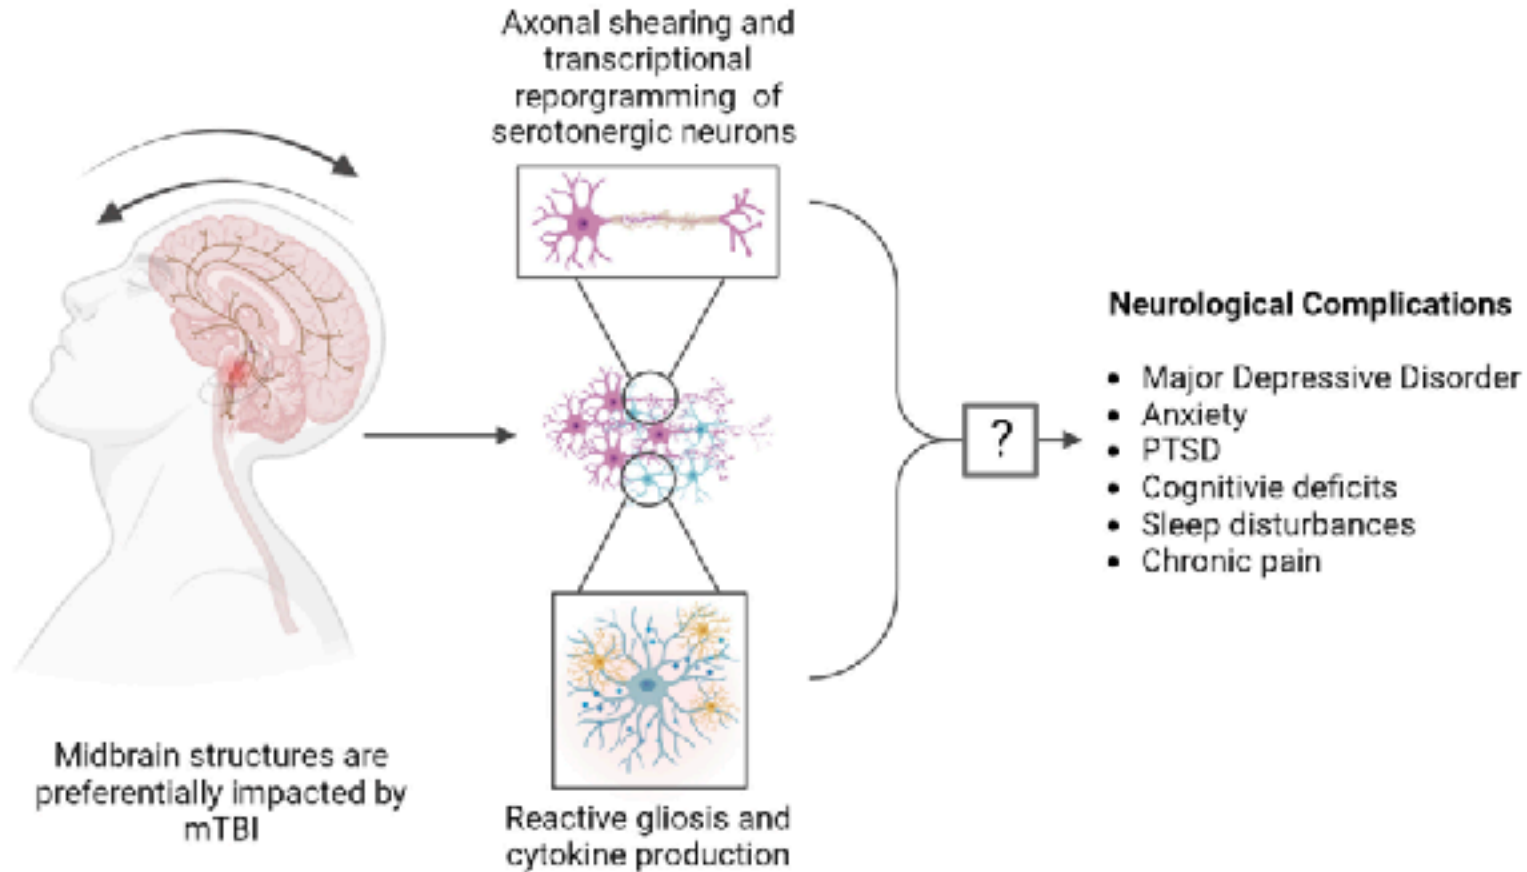 Axonal shearing and
transcriptional
reporgramming of
serotonergic neurons
Midbrain structures are
preferentially impacted by
mTBI
Reactive gliosis and
cytokine production
?
Neurological Complications
• Major Depressive Disorder
• Anxiety
• PTSD
• Cognitivie deficits
• Sleep disturbances
• Chronic pain